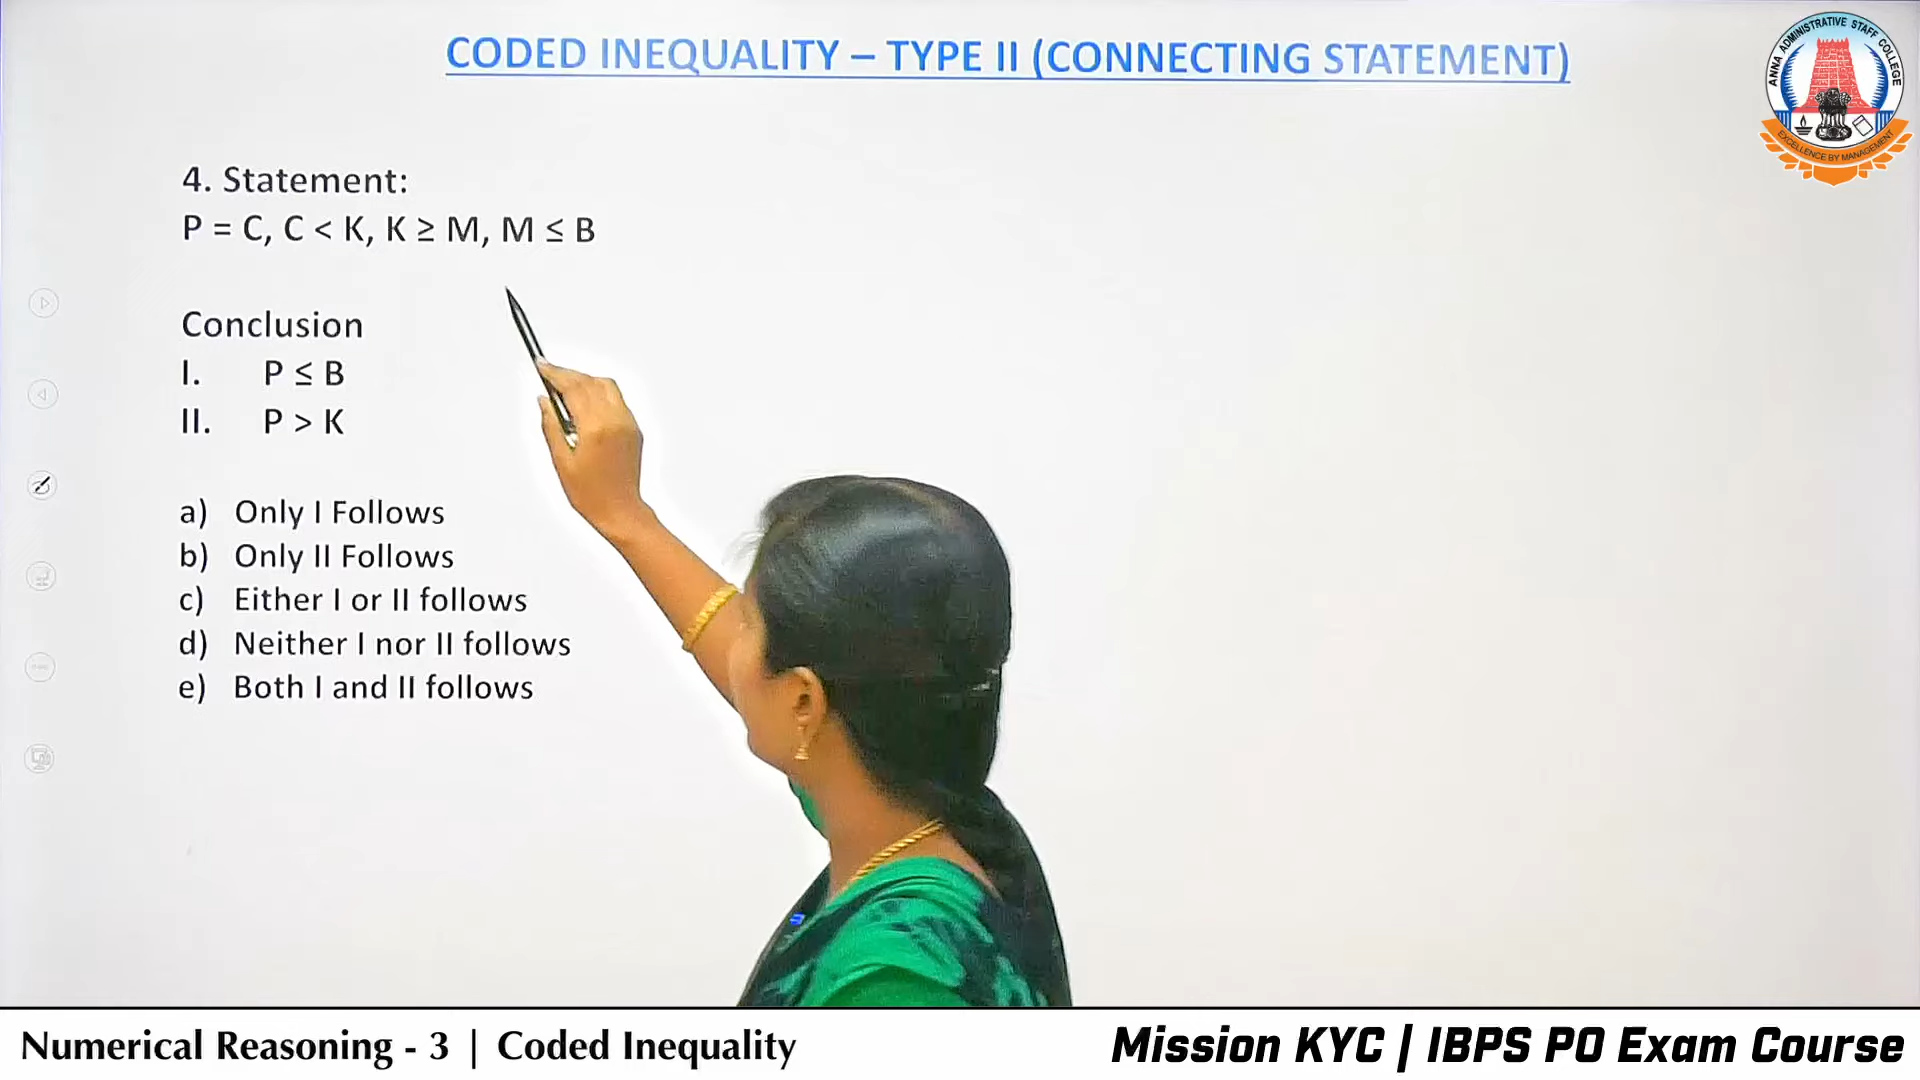 CODED INEQUALITY – TYPE II (CONNECTING STATEMENT)
ANNA ADMINISTRATIVE STAFF COLLEGE
EXCELLENCE BY MANAGEMENT
4. Statement:
P = C, C < K, K ≥ M, M ≤ B
Conclusion
I. P ≤ B
II. P > K
a) Only I Follows
b) Only II Follows
c) Either I or II follows
d) Neither I nor II follows
e) Both I and II follows
Numerical Reasoning - 3 | Coded Inequality
Mission KYC | IBPS PO Exam Course